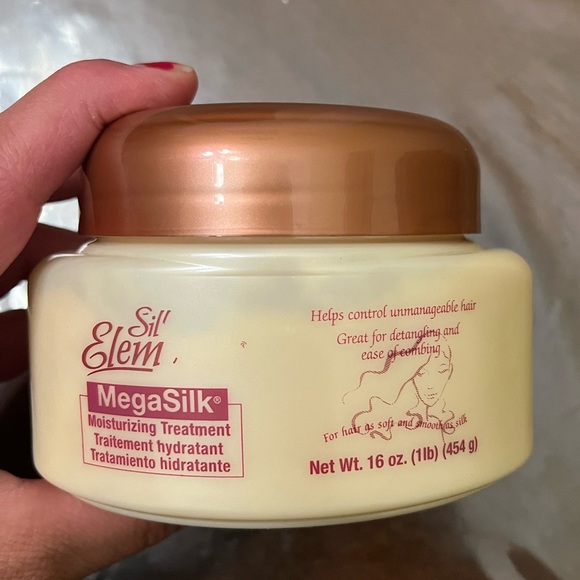 Sil'
Elem
MegaSilk®
Moisturizing Treatment
Traitement hydratant
Tratamiento hidratante
Helps control unmanageable hair
Great for detangling and
ease of combing
For hair as soft and smooth as silk
Net Wt. 16 oz. (1lb) (454 g)